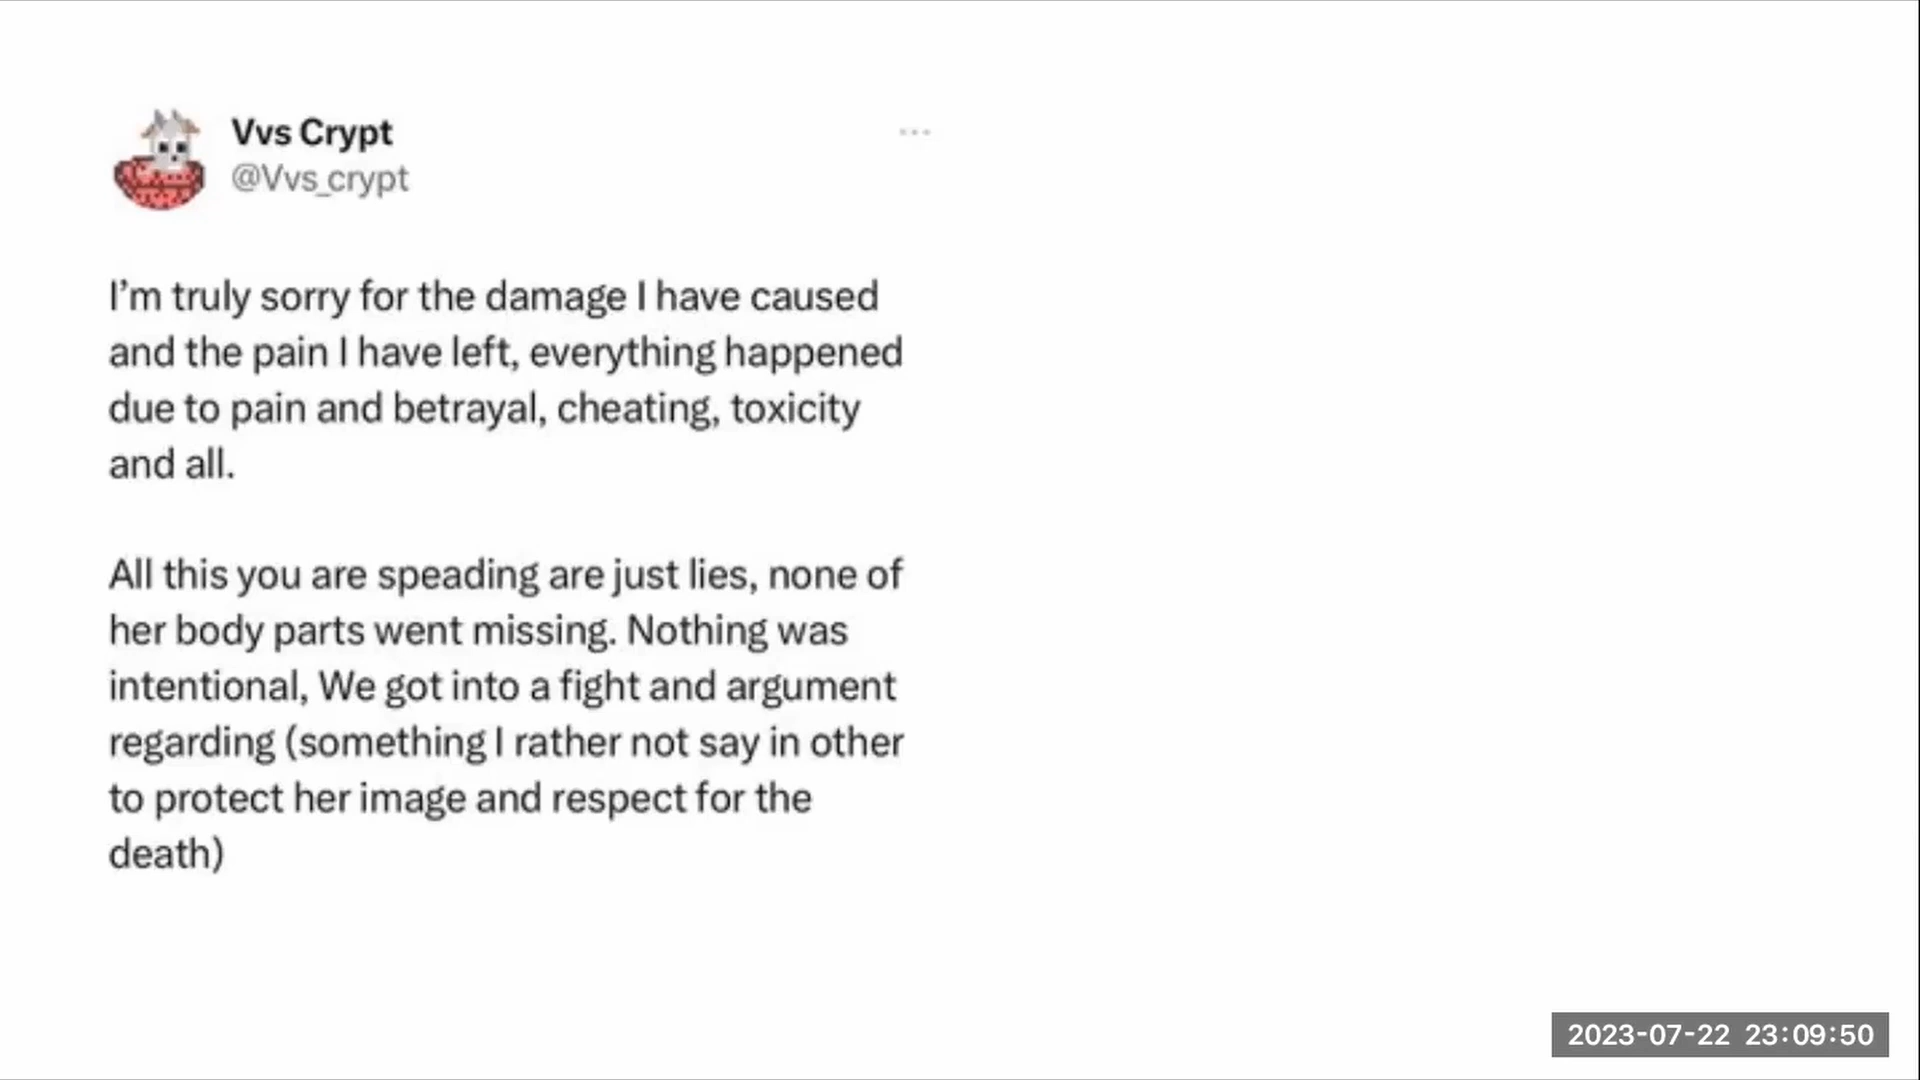 Vvs Crypt
@Vvs_crypt
I’m truly sorry for the damage I have caused
and the pain I have left, everything happened
due to pain and betrayal, cheating, toxicity
and all.
All this you are speading are just lies, none of
her body parts went missing. Nothing was
intentional, We got into a fight and argument
regarding (something I rather not say in other
to protect her image and respect for the
death)
2023-07-22 23:09:50